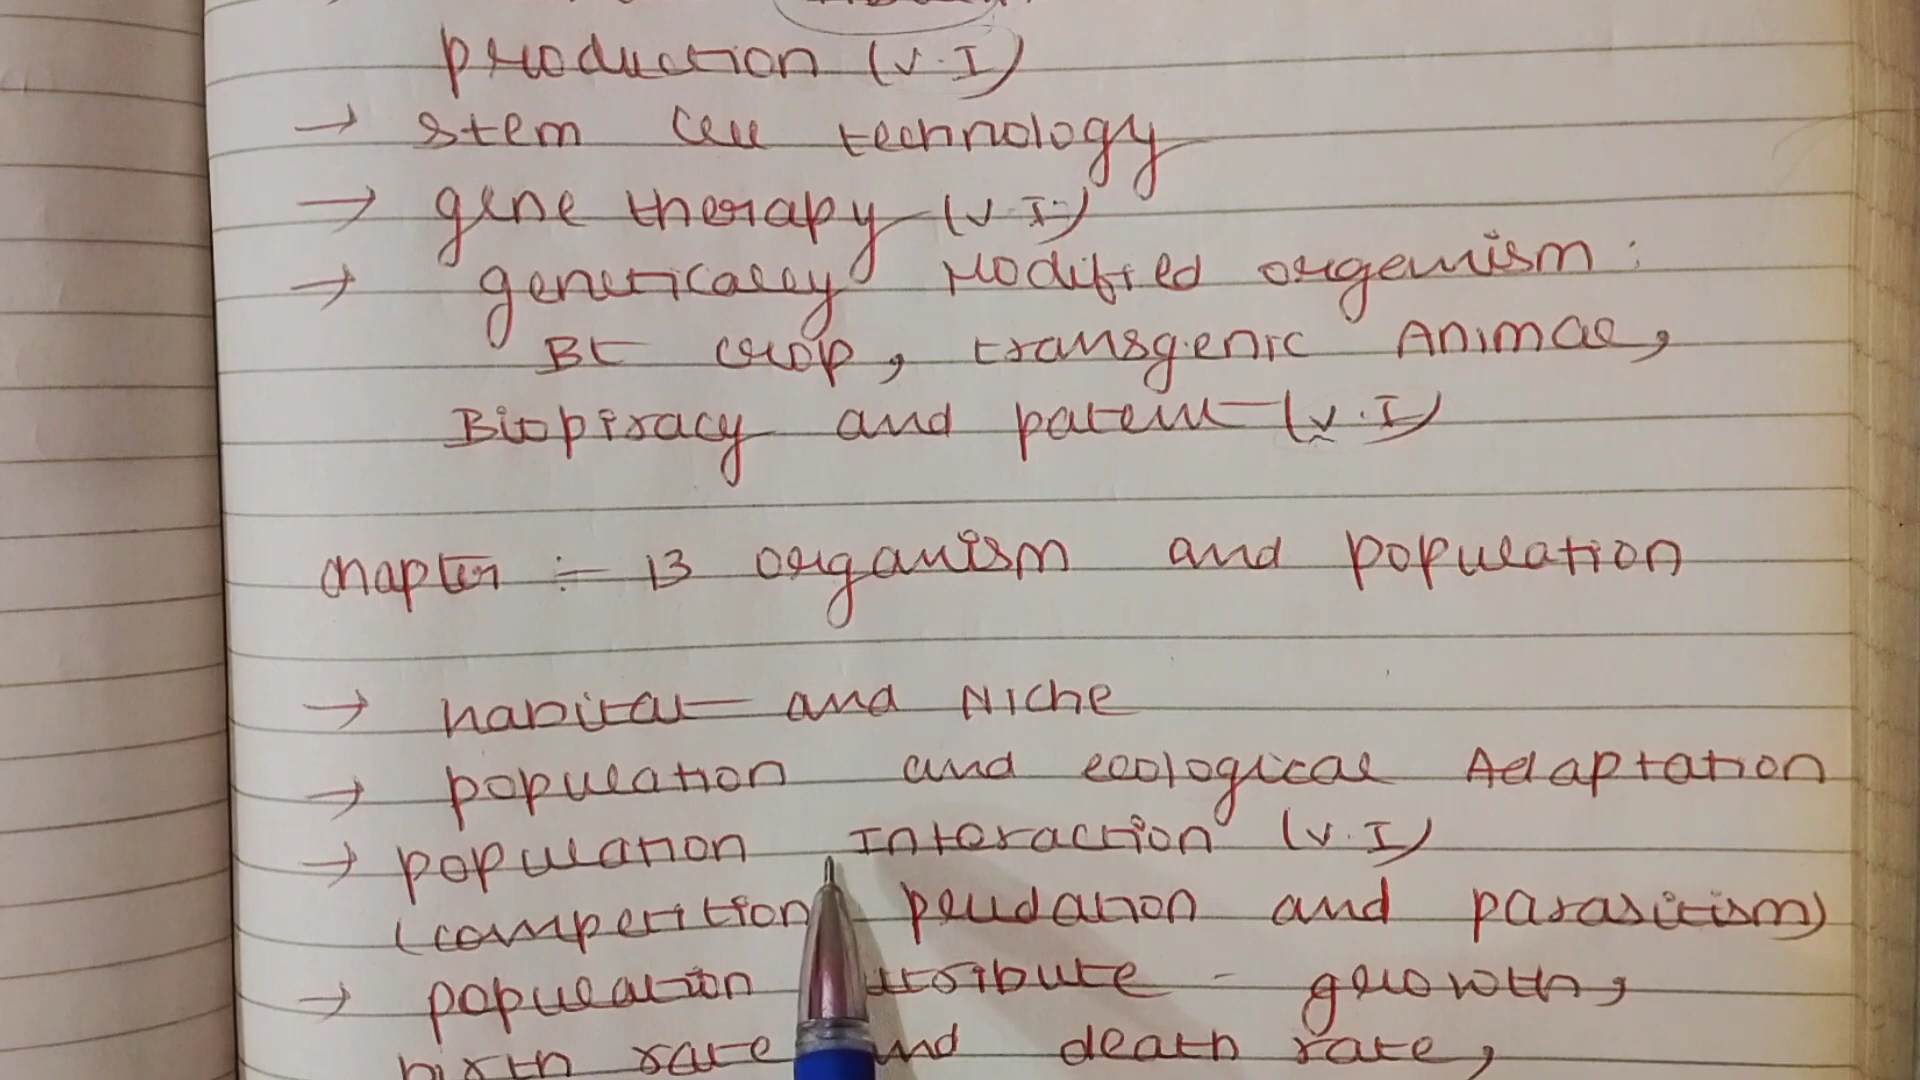 production (V.I)
→ stem cell technology
→ gene therapy (V.I)
→ genetically Modified orgenism :
Bt crop, transgenic Animal,
Biopiracy and patent (V.I)
chapter :- 13 organism and population
→ habitat and Niche
→ population and ecological Adaptation
→ population Interaction (V.I)
(competition predation and parasitism)
→ population attribute - growth,
birth rate and death rate,